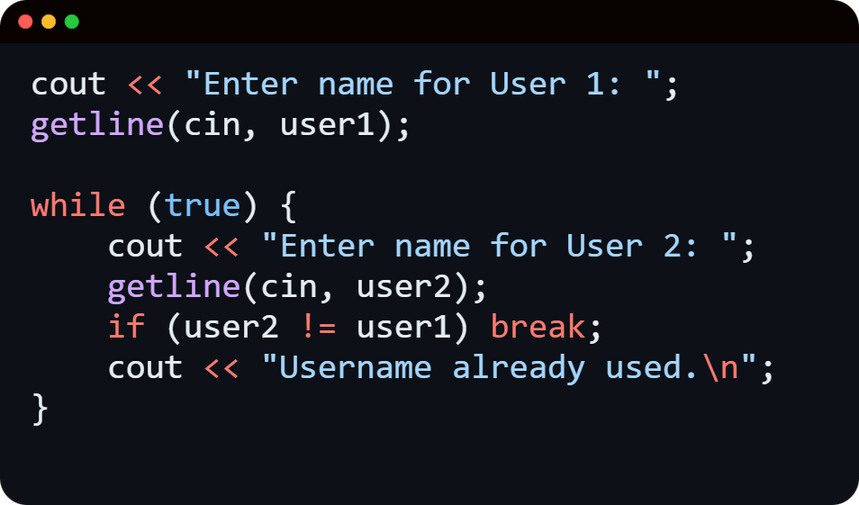 cout << "Enter name for User 1: ";
getline(cin, user1);

while (true) {
    cout << "Enter name for User 2: ";
    getline(cin, user2);
    if (user2 != user1) break;
    cout << "Username already used.\n";
}